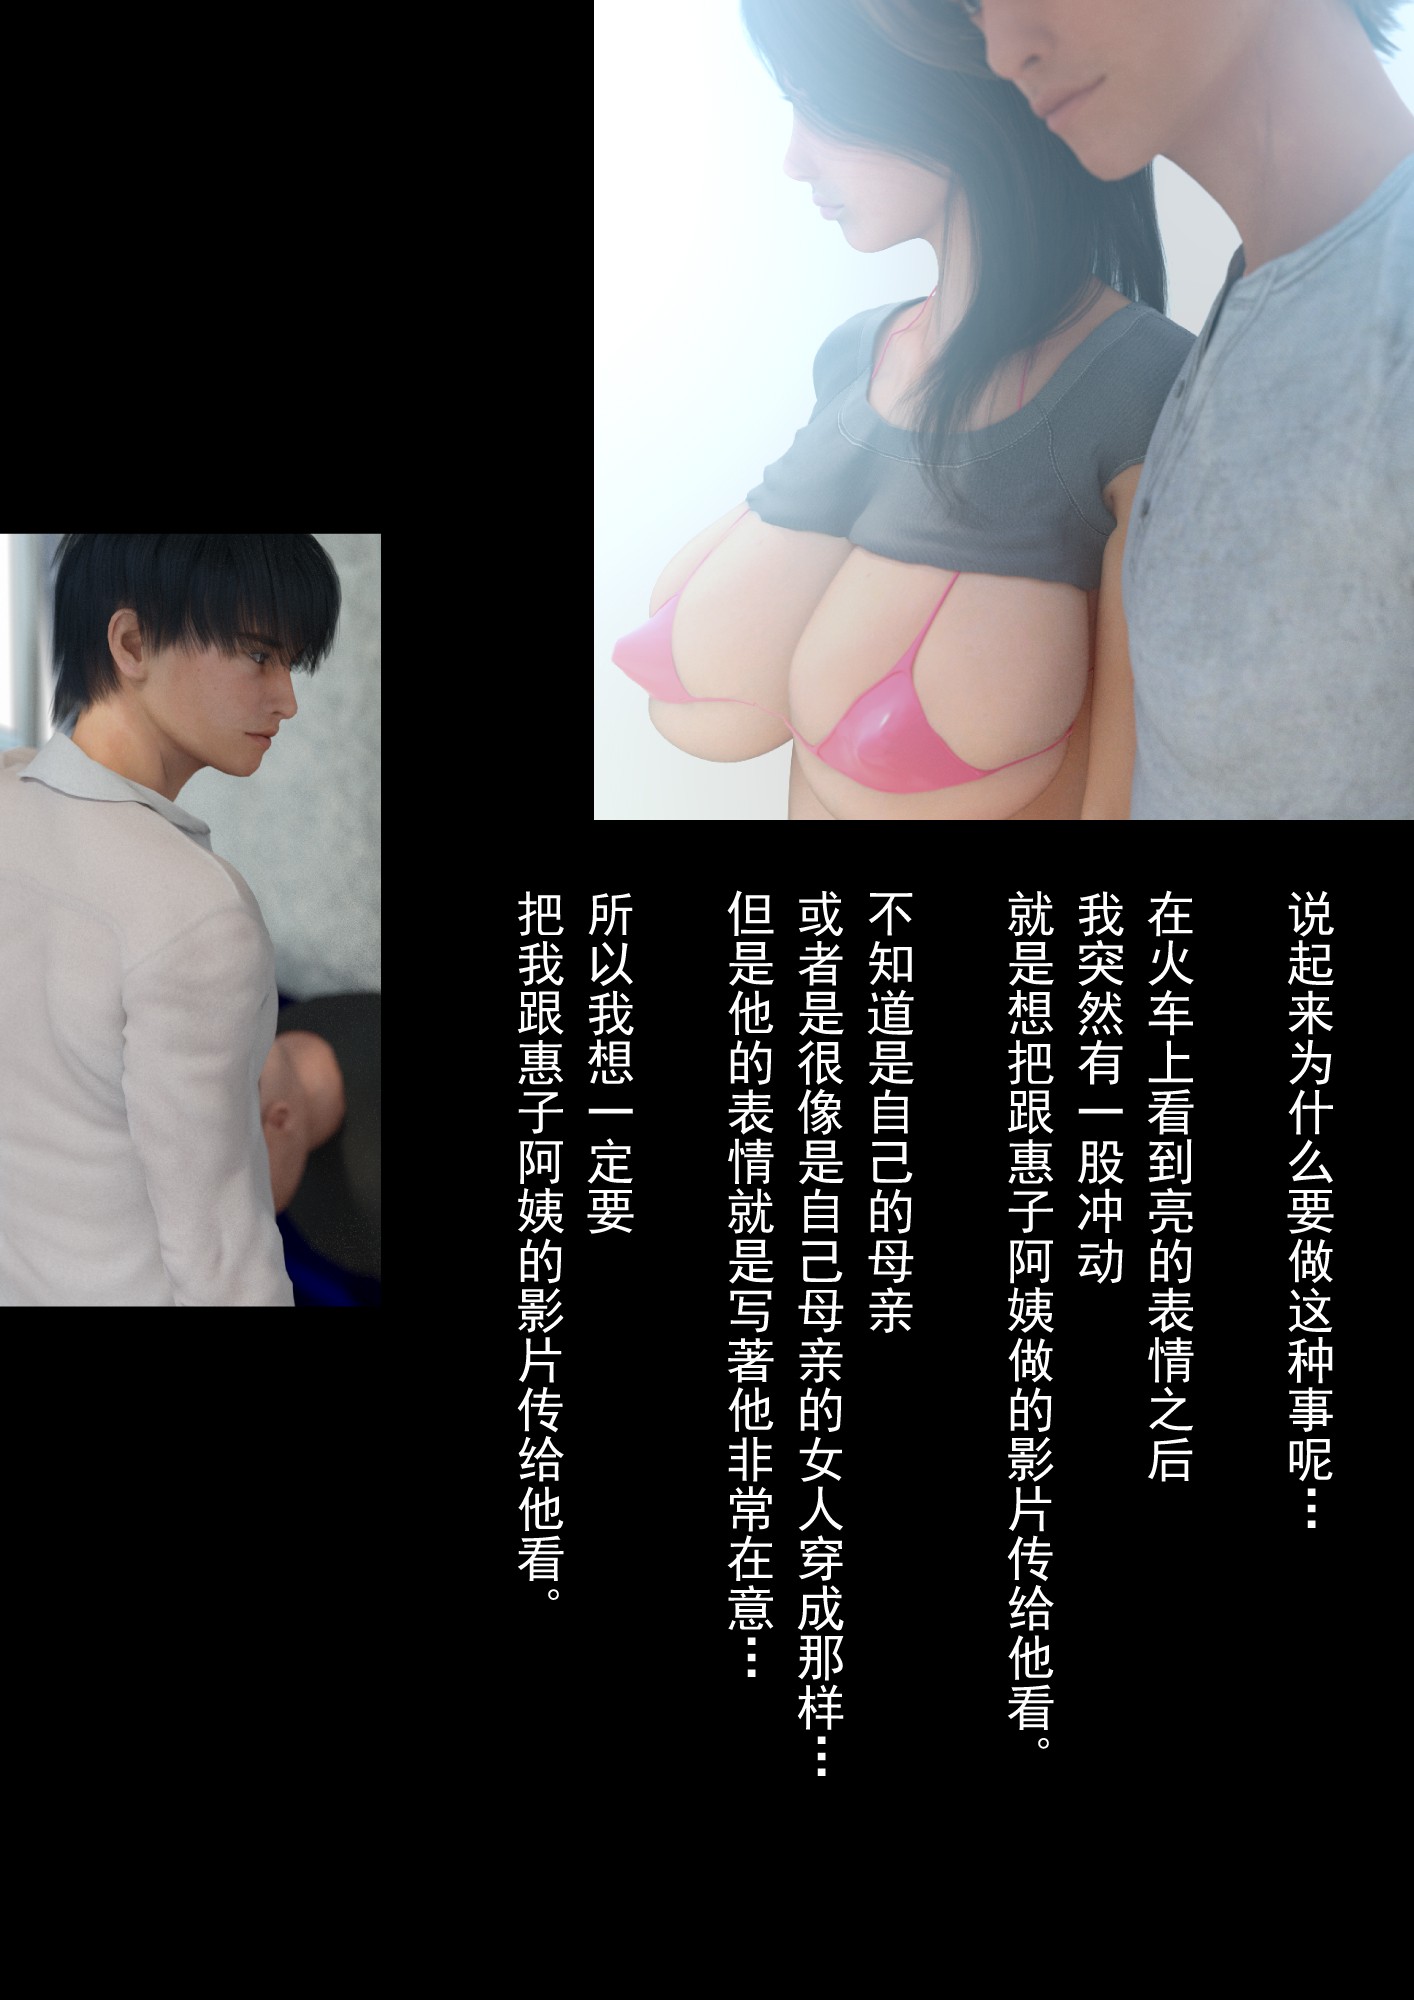 说起来为什么要做这种事呢…
在火车上看到亮的表情之后
我突然有一股冲动
就是想把跟惠子阿姨做的影片传给他看。
不知道是自己的母亲
或者是很像是自己母亲的女人穿成那样…
但是他的表情就是写著他非常在意…
所以我想一定要
把我跟惠子阿姨的影片传给他看。